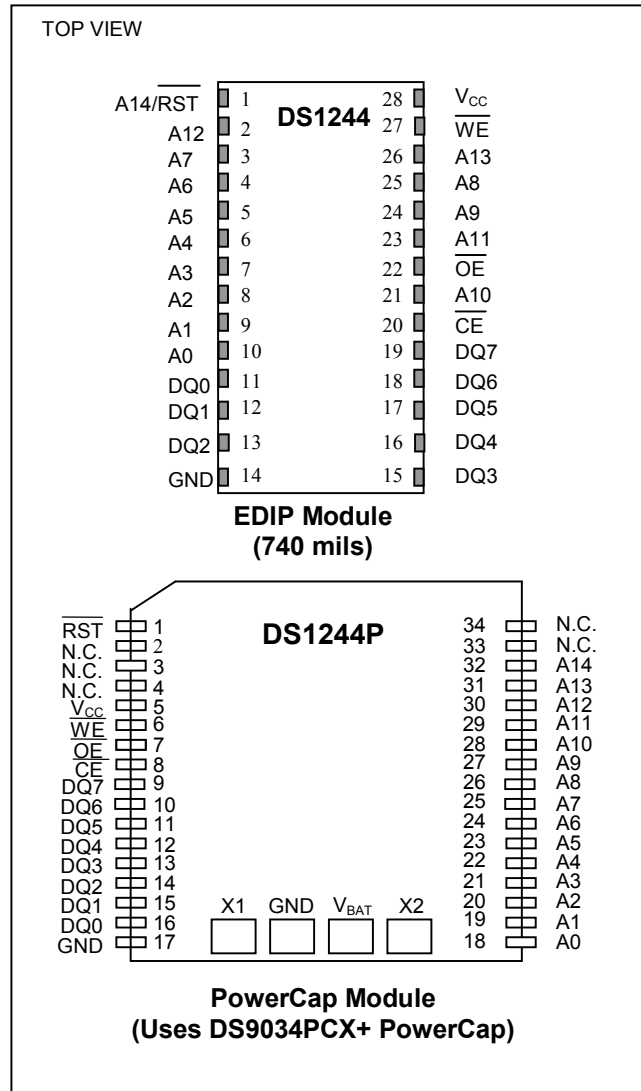 TOP VIEW
A14/RST 1 DS1244 28 VCC
A12 2 27 WE
A7 3 26 A13
A6 4 25 A8
A5 5 24 A9
A4 6 23 A11
A3 7 22 OE
A2 8 21 A10
A1 9 20 CE
A0 10 19 DQ7
DQ0 11 18 DQ6
DQ1 12 17 DQ5
DQ2 13 16 DQ4
GND 14 15 DQ3
EDIP Module
(740 mils)
DS1244P
RST 1 34 N.C.
N.C. 2 33 N.C.
N.C. 3 32 A14
N.C. 4 31 A13
VCC 5 30 A12
WE 6 29 A11
OE 7 28 A10
CE 8 27 A9
DQ7 9 26 A8
DQ6 10 25 A7
DQ5 11 24 A6
DQ4 12 23 A5
DQ3 13 22 A4
DQ2 14 21 A3
DQ1 15 20 A2
DQ0 16 19 A1
GND 17 18 A0
X1 GND VBAT X2
PowerCap Module
(Uses DS9034PCX+ PowerCap)